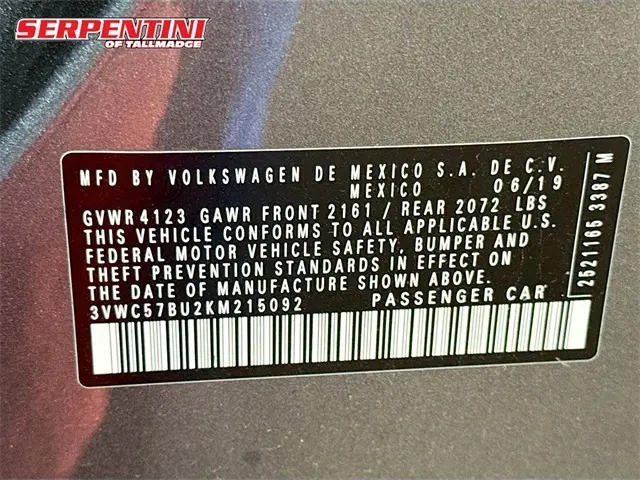 SERPENTINI
OF TALLMADGE
MFD BY VOLKSWAGEN DE MEXICO S.A. DE C.V.
MEXICO 06/19
GVWR 4123 GAWR FRONT 2161 / REAR 2072 LBS
THIS VEHICLE CONFORMS TO ALL APPLICABLE U.S.
FEDERAL MOTOR VEHICLE SAFETY, BUMPER AND
THEFT PREVENTION STANDARDS IN EFFECT ON
THE DATE OF MANUFACTURE SHOWN ABOVE.
3VWC57BU2KM215092 PASSENGER CAR
2521165 3387 M